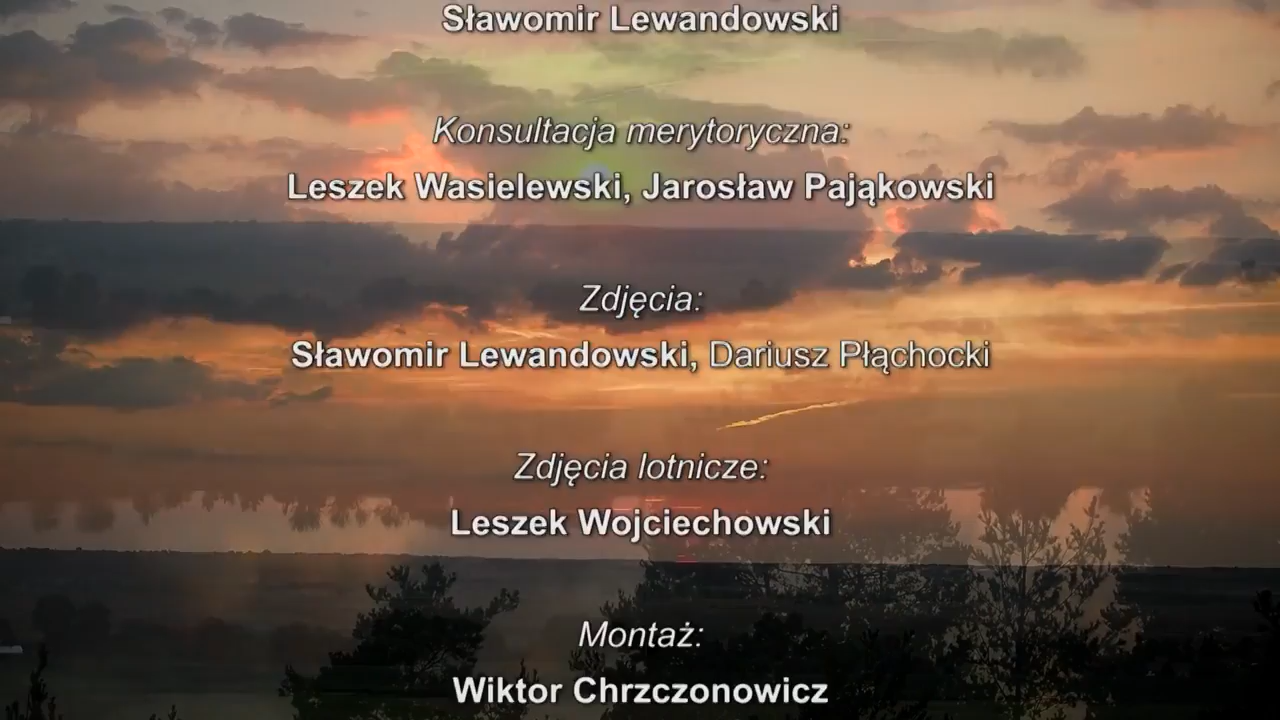 Sławomir Lewandowski
Konsultacja merytoryczna:
Leszek Wasielewski, Jarosław Pająkowski
Zdjęcia:
Sławomir Lewandowski, Dariusz Płąchocki
Zdjęcia lotnicze:
Leszek Wojciechowski
Montaż:
Wiktor Chrzczonowicz